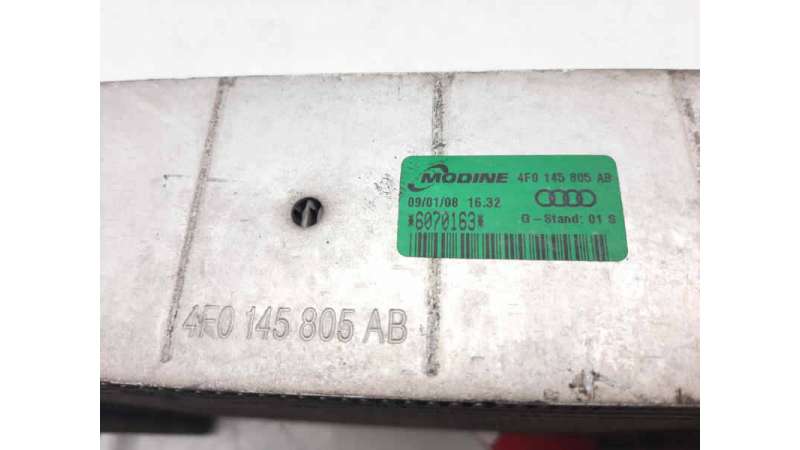 MODINE 4F0 145 805 AB
09/01/08 16.32
*6070163* G-Stand: 01 S
4F0 145 805 AB